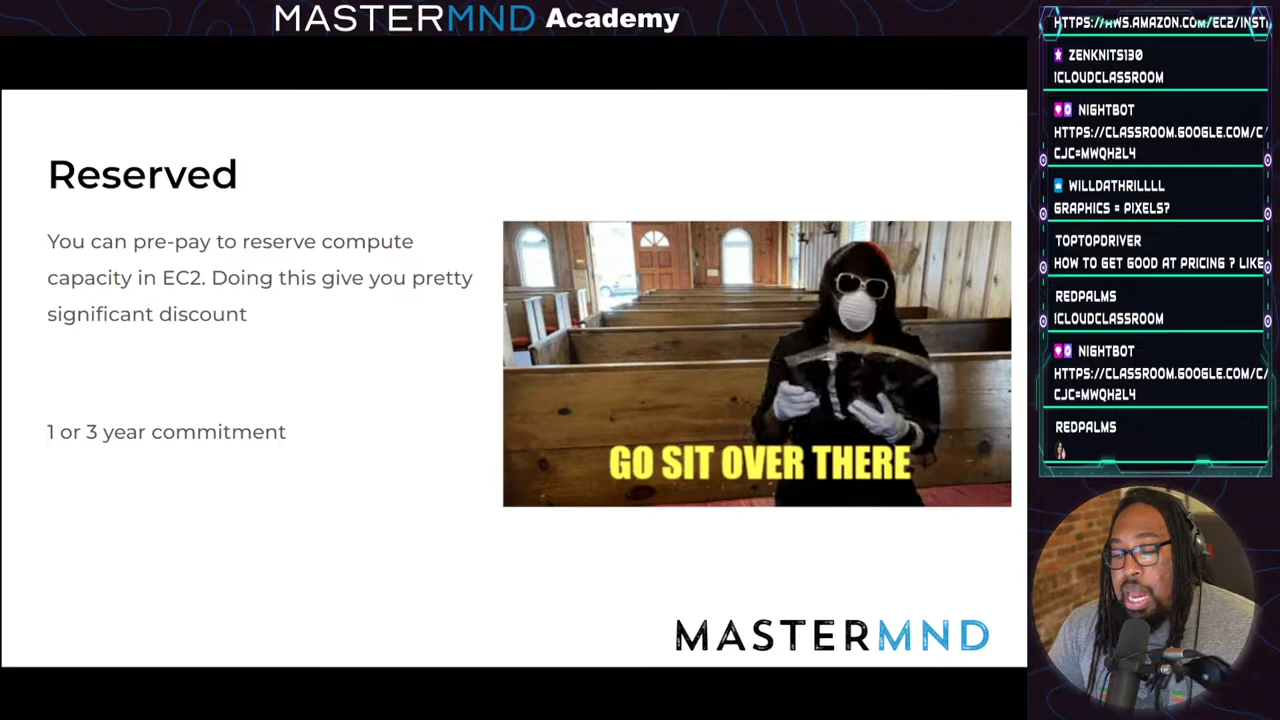 MASTERMND Academy
Reserved
You can pre-pay to reserve compute
capacity in EC2. Doing this give you pretty
significant discount
1 or 3 year commitment
GO SIT OVER THERE
MASTERMND
HTTPS://AWS.AMAZON.COM/EC2/INST
ZENKNITS130
!CLOUDCLASSROOM
NIGHTBOT
HTTPS://CLASSROOM.GOOGLE.COM/C/
CJC=MWQH2L4
WILLDATHRILLLL
GRAPHICS = PIXELS?
TOPTOPDRIVER
HOW TO GET GOOD AT PRICING ? LIKE
REDPALMS
!CLOUDCLASSROOM
NIGHTBOT
HTTPS://CLASSROOM.GOOGLE.COM/C/
CJC=MWQH2L4
REDPALMS